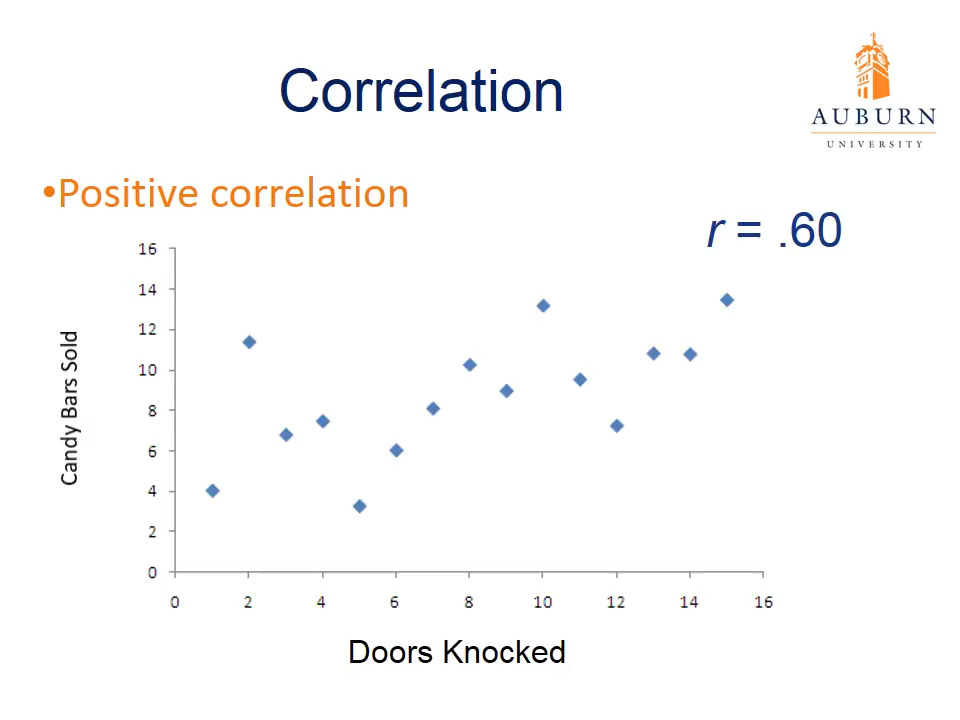 Correlation
AUBURN
UNIVERSITY
•Positive correlation
r = .60
16
14
12
10
8
6
4
2
0
Candy Bars Sold
0 2 4 6 8 10 12 14 16
Doors Knocked